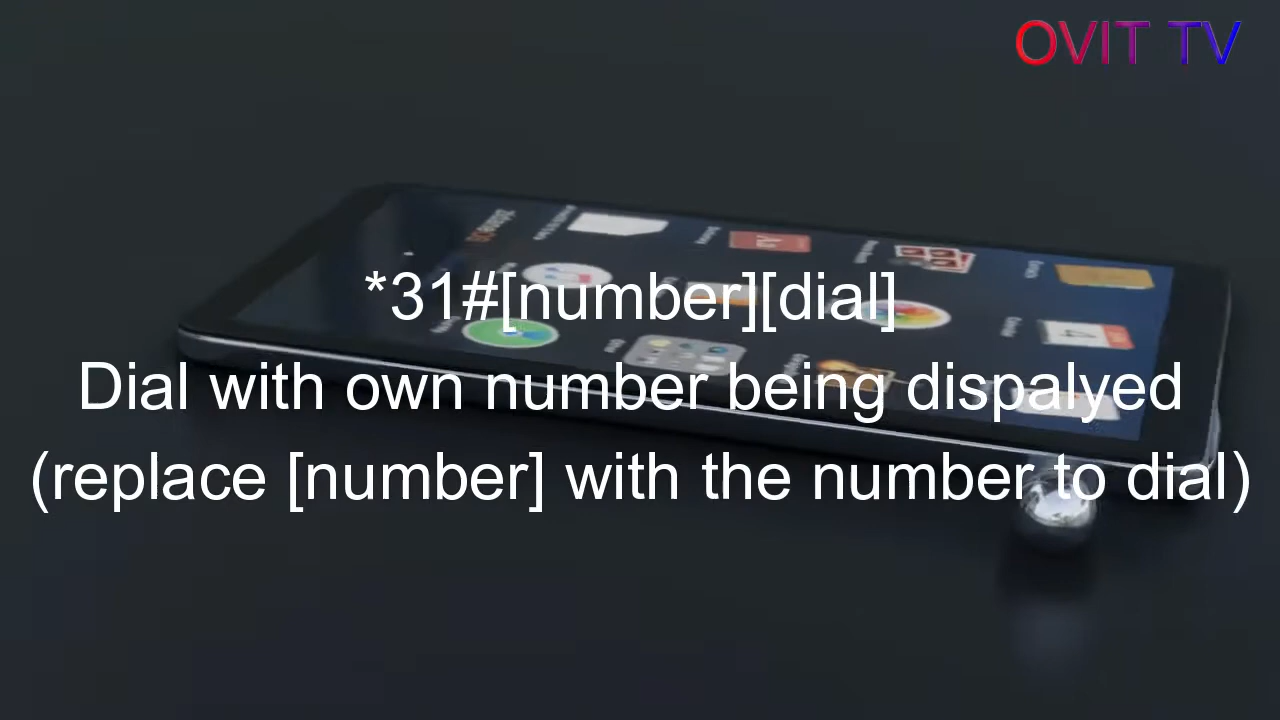 OVIT TV
*31#[number][dial]
Dial with own number being dispalyed
(replace [number] with the number to dial)